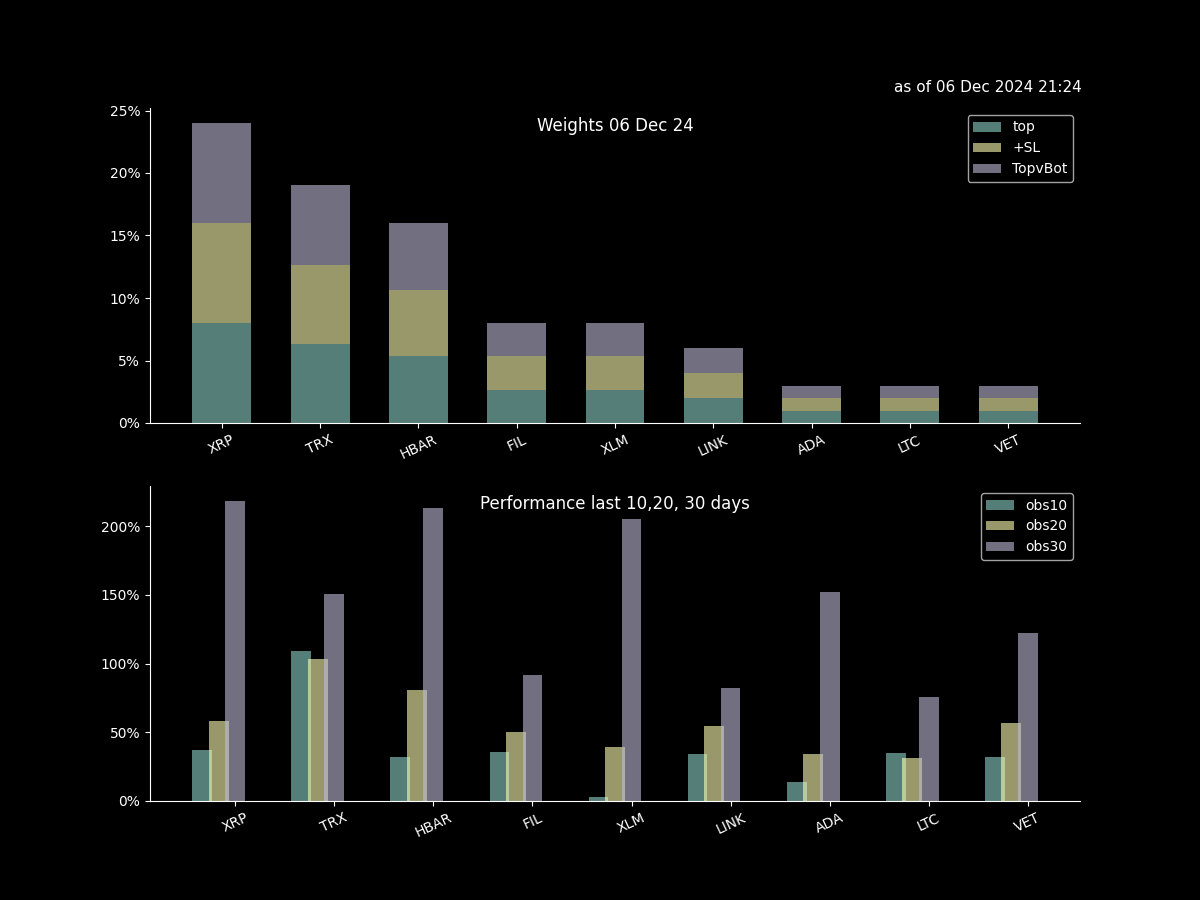 as of 06 Dec 2024 21:24
Weights 06 Dec 24
top
+SL
TopvBot
25%
20%
15%
10%
5%
0%
XRP TRX HBAR FIL XLM LINK ADA LTC VET
Performance last 10,20, 30 days
obs10
obs20
obs30
200%
150%
100%
50%
0%
XRP TRX HBAR FIL XLM LINK ADA LTC VET